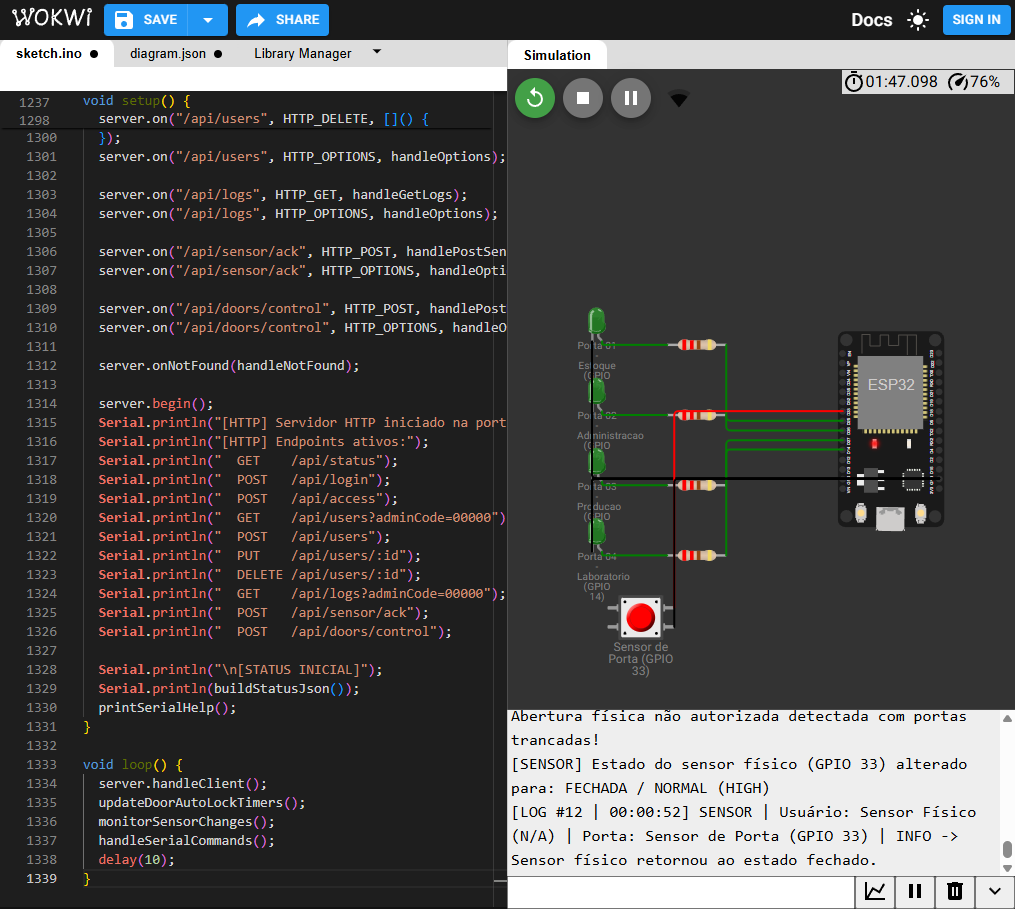 WOKWI
SAVE
SHARE
Docs
SIGN IN
sketch.ino
diagram.json
Library Manager
1237 void setup() {
1298 server.on("/api/users", HTTP_DELETE, []() {
1300 });
1301 server.on("/api/users", HTTP_OPTIONS, handleOptions);
1302
1303 server.on("/api/logs", HTTP_GET, handleGetLogs);
1304 server.on("/api/logs", HTTP_OPTIONS, handleOptions);
1305
1306 server.on("/api/sensor/ack", HTTP_POST, handlePostSen
1307 server.on("/api/sensor/ack", HTTP_OPTIONS, handleOpti
1308
1309 server.on("/api/doors/control", HTTP_POST, handlePost
1310 server.on("/api/doors/control", HTTP_OPTIONS, handleO
1311
1312 server.onNotFound(handleNotFound);
1313
1314 server.begin();
1315 Serial.println("[HTTP] Servidor HTTP iniciado na port
1316 Serial.println("[HTTP] Endpoints ativos:");
1317 Serial.println("  GET    /api/status");
1318 Serial.println("  POST   /api/login");
1319 Serial.println("  POST   /api/access");
1320 Serial.println("  GET    /api/users?adminCode=00000")
1321 Serial.println("  POST   /api/users");
1322 Serial.println("  PUT    /api/users/:id");
1323 Serial.println("  DELETE /api/users/:id");
1324 Serial.println("  GET    /api/logs?adminCode=00000");
1325 Serial.println("  POST   /api/sensor/ack");
1326 Serial.println("  POST   /api/doors/control");
1327
1328 Serial.println("\n[STATUS INICIAL]");
1329 Serial.println(buildStatusJson());
1330 printSerialHelp();
1331 }
1332
1333 void loop() {
1334 server.handleClient();
1335 updateDoorAutoLockTimers();
1336 monitorSensorChanges();
1337 handleSerialCommands();
1338 delay(10);
1339 }
Simulation
01:47.098
76%
Porta 01
-
Estoque
(GPIO
Porta 02
-
Administracao
(GPIO
Porta 03
-
Producao
(GPIO
Porta 04
-
Laboratorio
(GPIO
14)
ESP32
Sensor de
Porta (GPIO
33)
Abertura física não autorizada detectada com portas
trancadas!
[SENSOR] Estado do sensor físico (GPIO 33) alterado
para: FECHADA / NORMAL (HIGH)
[LOG #12 | 00:00:52] SENSOR | Usuário: Sensor Físico
(N/A) | Porta: Sensor de Porta (GPIO 33) | INFO ->
Sensor físico retornou ao estado fechado.